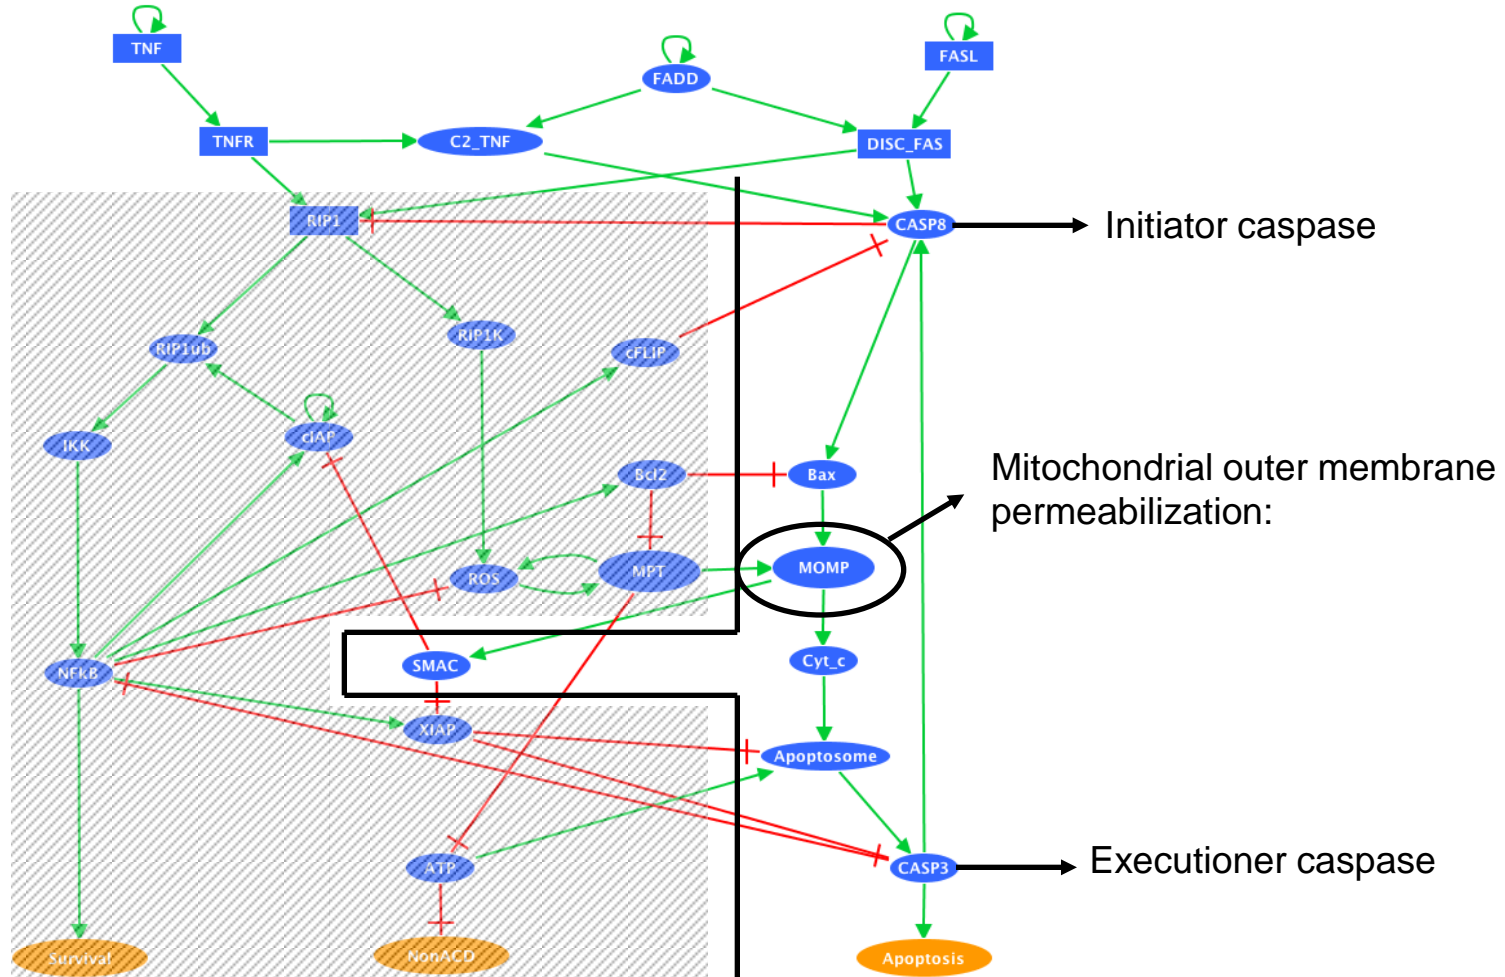 TNF
FASL
FADD
TNFR
C2_TNF
DISC_FAS
RIP1
CASP8
Initiator caspase
RIP1ub
RIP1K
cFLIP
IKK
cIAP
Bcl2
Bax
Mitochondrial outer membrane
permeabilization:
ROS
MPT
MOMP
NFkB
SMAC
Cyt_c
XIAP
Apoptosome
ATP
CASP3
Executioner caspase
Survival
NonACD
Apoptosis